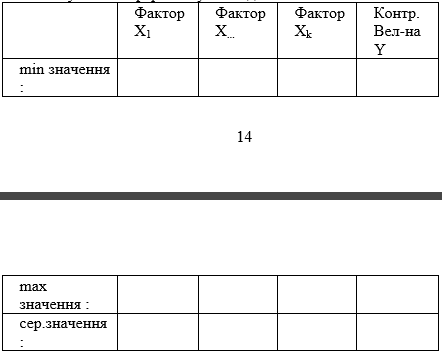 Фактор Фактор Фактор Контр.
X1 X... Xk Вел-на
Y
min значення
:
14
max
значення :
сер.значення
: